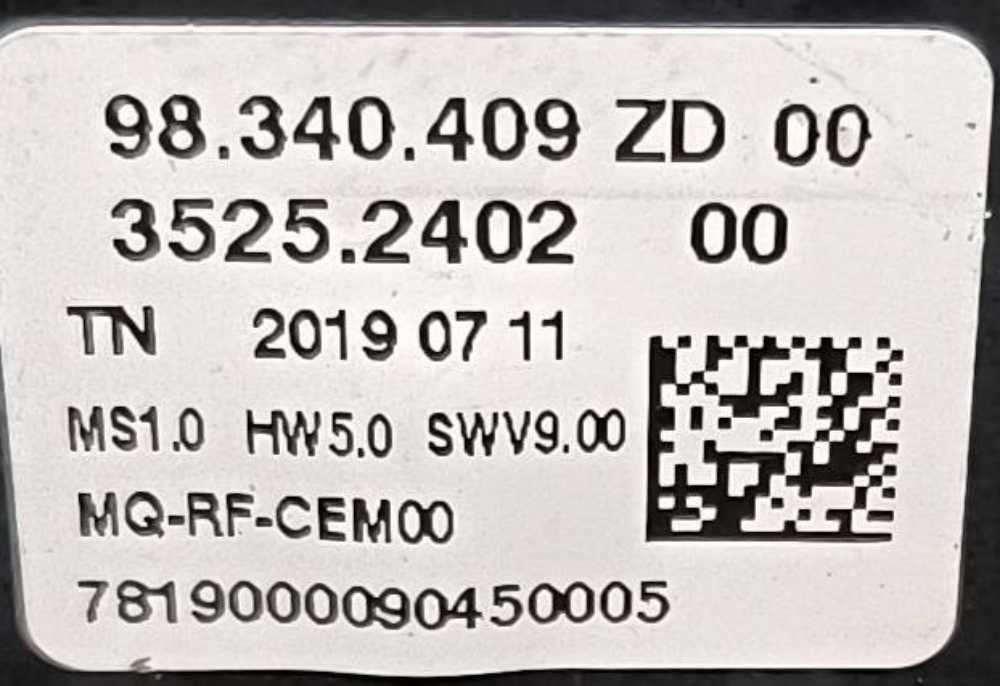 98.340.409 ZD 00
3525.2402 00
TN 2019 07 11
MS1.0 HW5.0 SWV9.00
MQ-RF-CEM00
7819000090450005